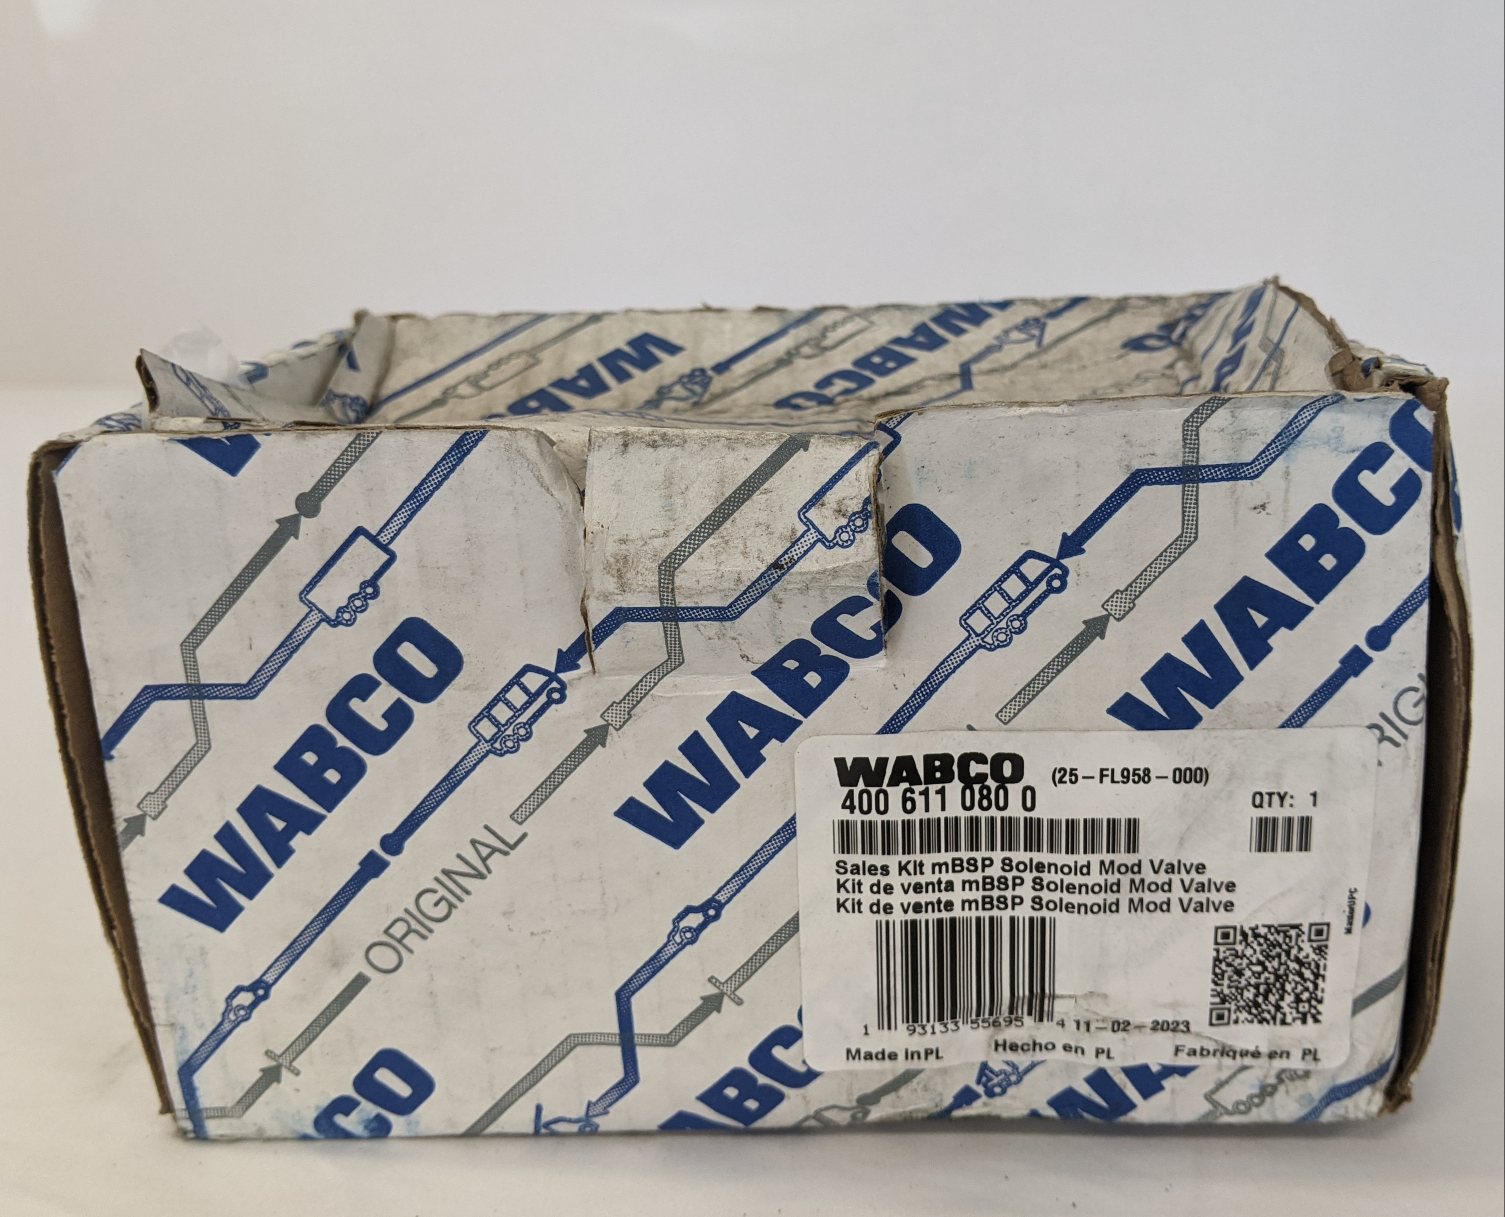 WABCO
WABCO
WABCO
WABCO
WABCO
ORIGINAL
WABCO (25-FL958-000)
400 611 080 0
QTY: 1
Sales Kit mBSP Solenoid Mod Valve
Kit de venta mBSP Solenoid Mod Valve
Kit de vente mBSP Solenoid Mod Valve
MasterUPC
1 93133 55695 4 11-02-2023
Made in PL Hecho en PL Fabriqué en PL